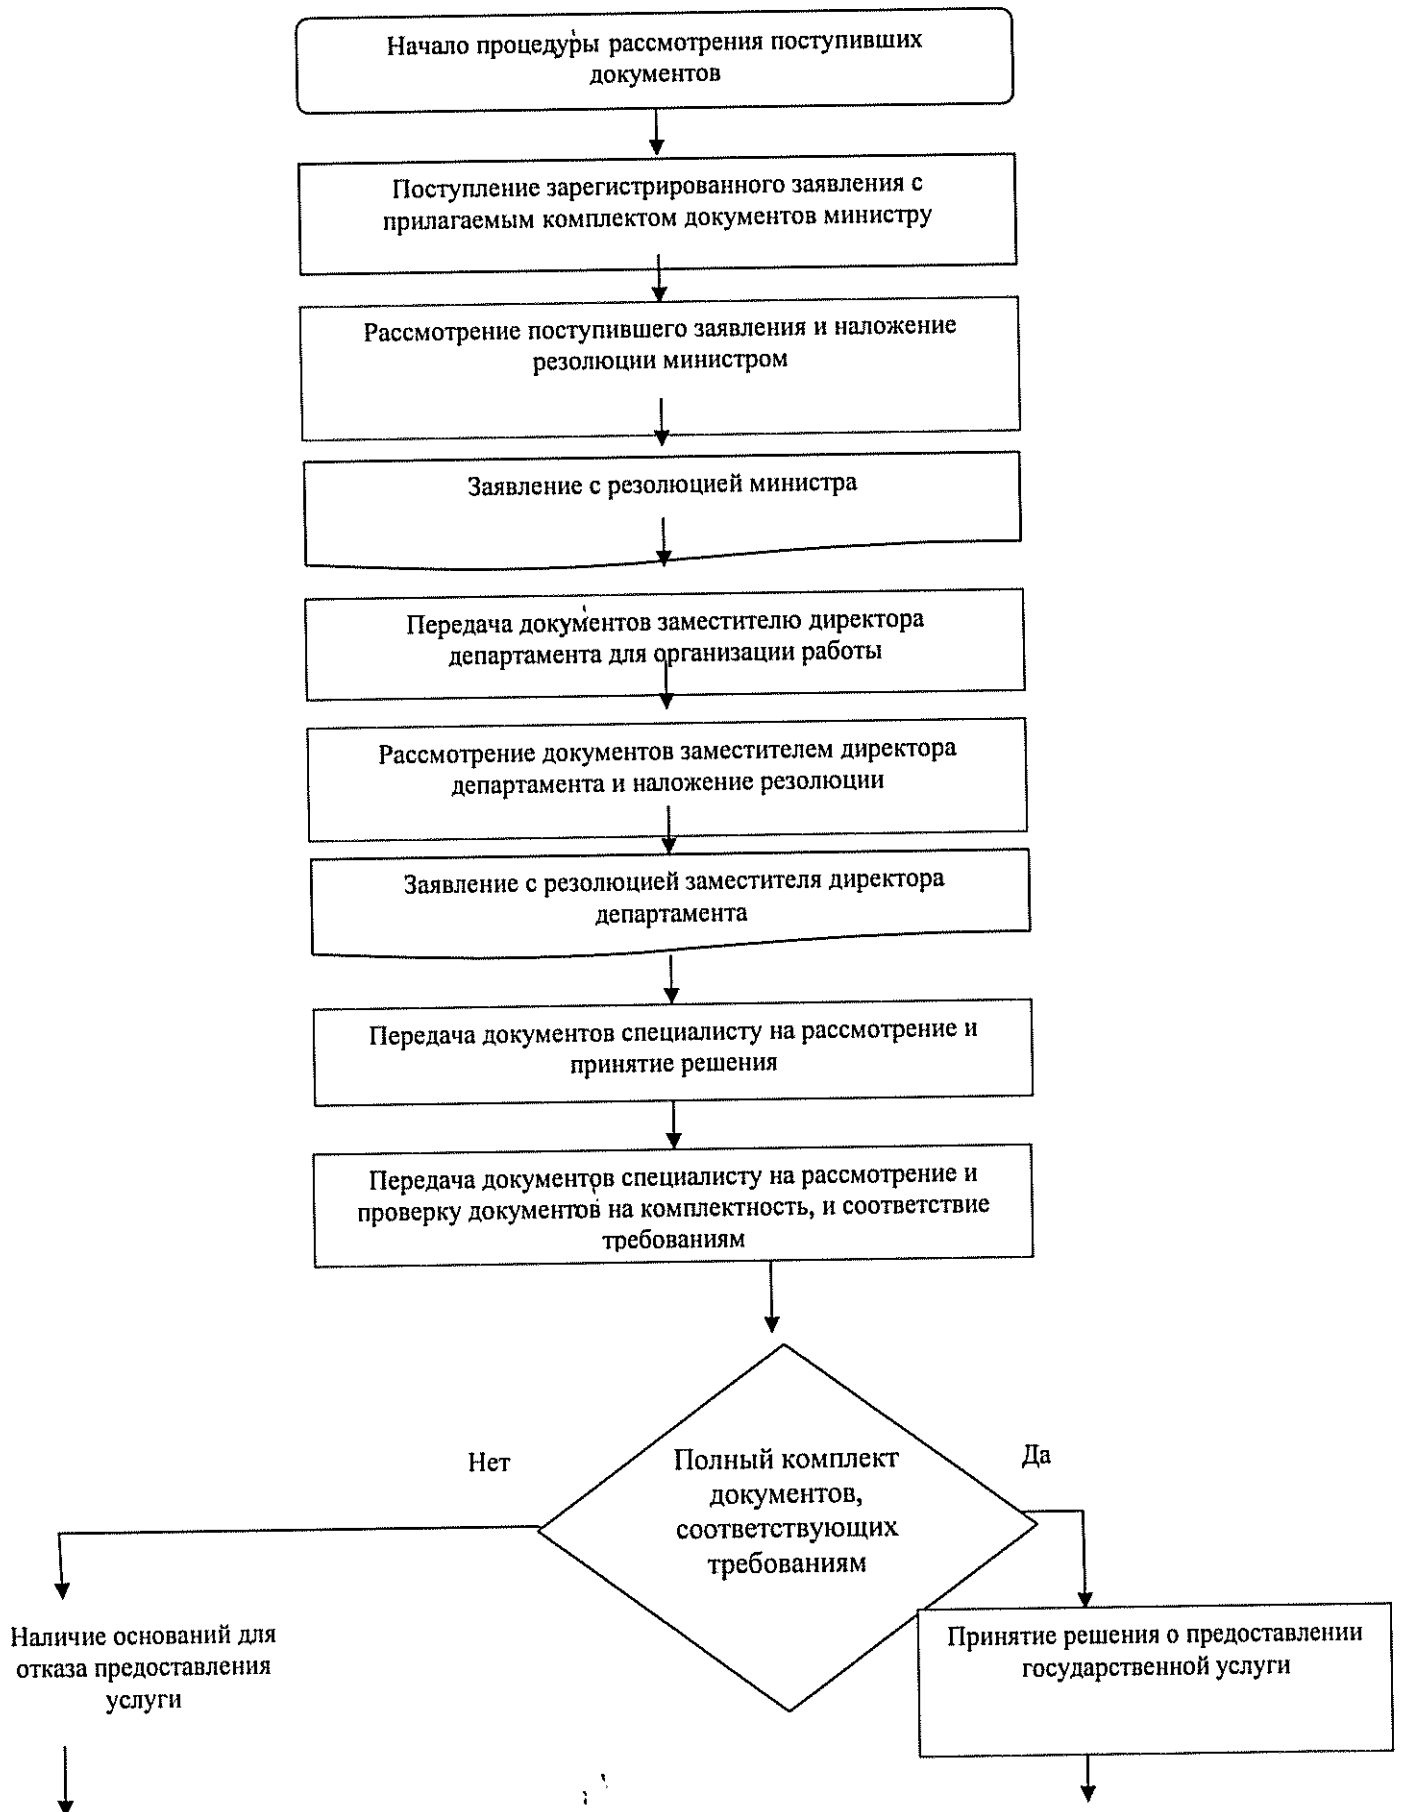 Начало процедуры рассмотрения поступивших
документов
Поступление зарегистрированного заявления с
прилагаемым комплектом документов министру
Рассмотрение поступившего заявления и наложение
резолюции министром
Заявление с резолюцией министра
Передача документов заместителю директора
департамента для организации работы
Рассмотрение документов заместителем директора
департамента и наложение резолюции
Заявление с резолюцией заместителя директора
департамента
Передача документов специалисту на рассмотрение и
принятие решения
Передача документов специалисту на рассмотрение и
проверку документов на комплектность, и соответствие
требованиям
Нет
Полный комплект
документов,
соответствующих
требованиям
Да
Наличие оснований для
отказа предоставления
услуги
Принятие решения о предоставлении
государственной услуги